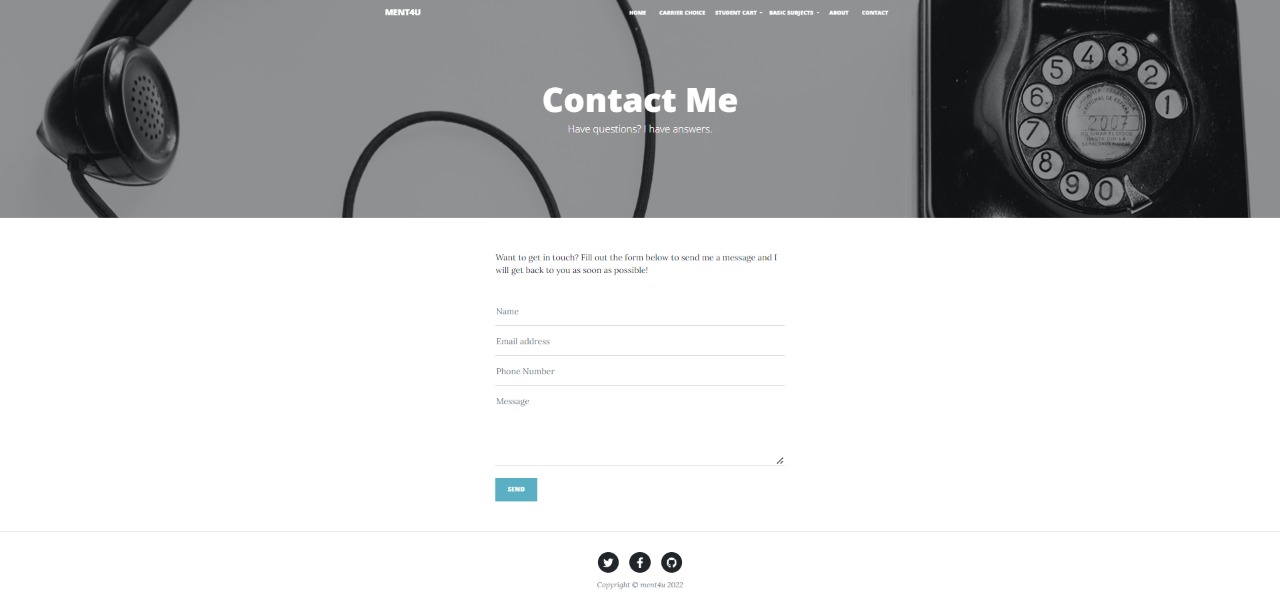 MENT4U
HOME CARRIER CHOICE STUDENT CART BASIC SUBJECTS ABOUT CONTACT
Contact Me
Have questions? I have answers.
1
2
3
4
5
6
7
8
9
0
2007
Want to get in touch? Fill out the form below to send me a message and I
will get back to you as soon as possible!
Name
Email address
Phone Number
Message
SEND
Copyright © ment4u 2022